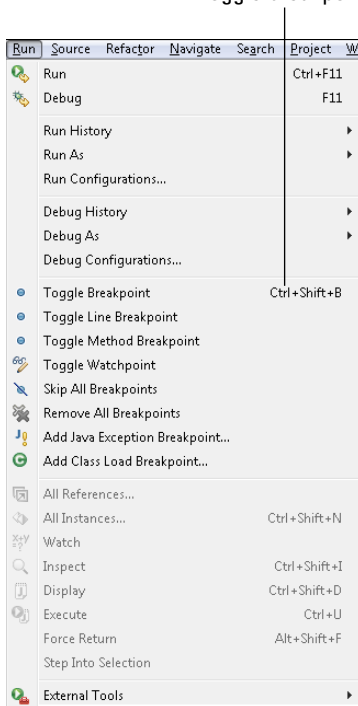 Run Source Refactor Navigate Search Project
Run Ctrl+F11
Debug F11
Run History
Run As
Run Configurations...
Debug History
Debug As
Debug Configurations...
Toggle Breakpoint Ctrl+Shift+B
Toggle Line Breakpoint
Toggle Method Breakpoint
Toggle Watchpoint
Skip All Breakpoints
Remove All Breakpoints
Add Java Exception Breakpoint...
Add Class Load Breakpoint...
All References...
All Instances... Ctrl+Shift+N
Watch
Inspect Ctrl+Shift+I
Display Ctrl+Shift+D
Execute Ctrl+U
Force Return Alt+Shift+F
Step Into Selection
External Tools